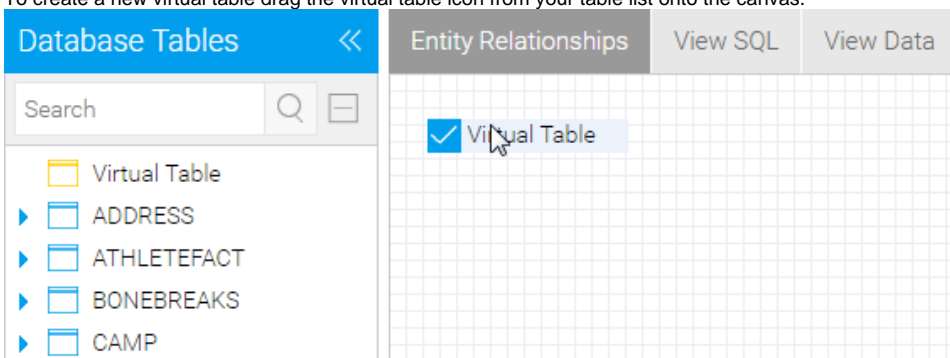 To create a new virtual table drag the virtual table icon from your table list onto the canvas.
Database Tables
Entity Relationships
View SQL
View Data
Search
Virtual Table
Virtual Table
ADDRESS
ATHLETEFACT
BONEBREAKS
CAMP